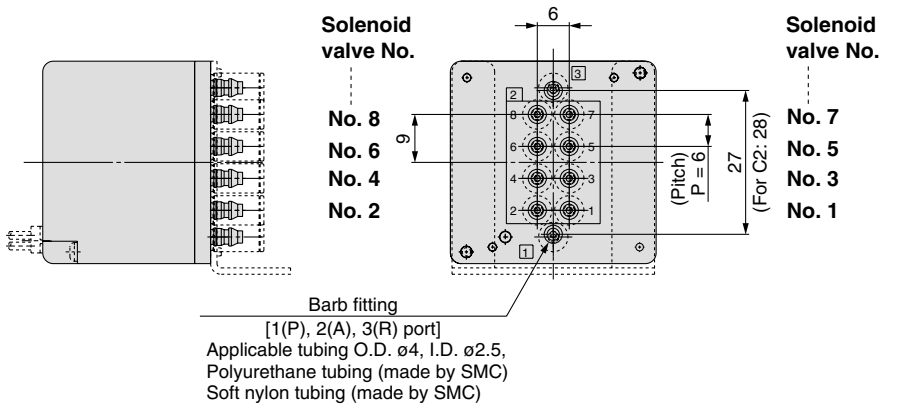 Solenoid
valve No.
No. 8
No. 6
No. 4
No. 2
9
6
3
2
8
7
6
5
4
3
2
1
1
(Pitch)
P = 6
27
(For C2: 28)
Solenoid
valve No.
No. 7
No. 5
No. 3
No. 1
Barb fitting
[1(P), 2(A), 3(R) port]
Applicable tubing O.D. ø4, I.D. ø2.5,
Polyurethane tubing (made by SMC)
Soft nylon tubing (made by SMC)